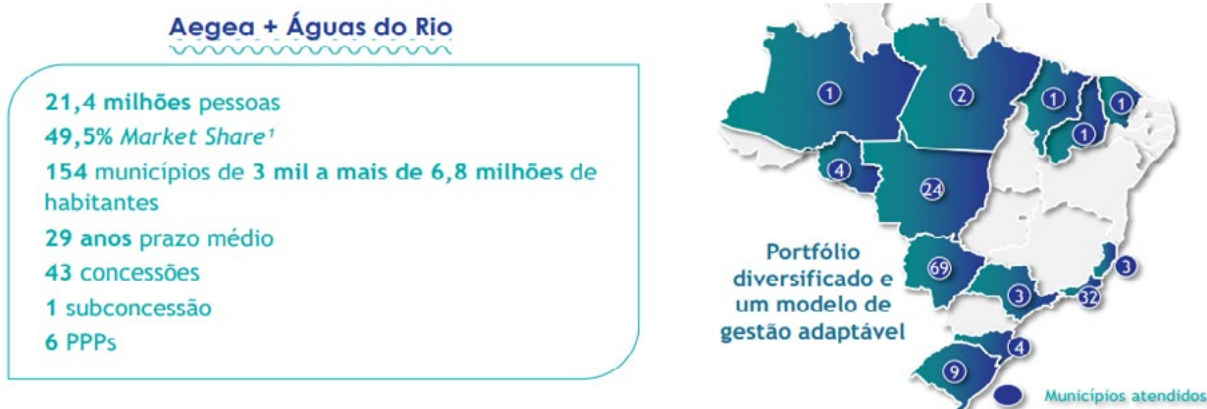 Aegea + Águas do Rio
21,4 milhões pessoas
49,5% Market Share¹
154 municípios de 3 mil a mais de 6,8 milhões de
habitantes
29 anos prazo médio
43 concessões
1 subconcessão
6 PPPs
1
2
1
1
1
4
24
69
3
3
32
4
9
Portfólio
diversificado e
um modelo de
gestão adaptável
Municípios atendidos